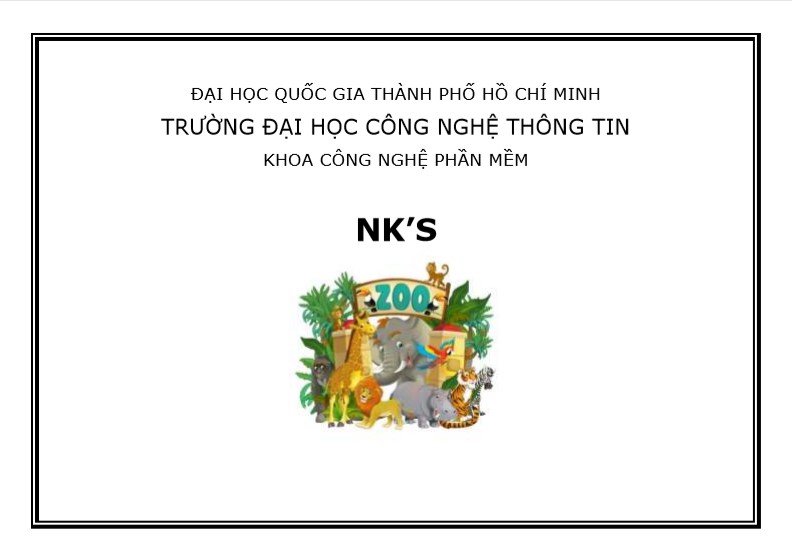 ĐẠI HỌC QUỐC GIA THÀNH PHỐ HỒ CHÍ MINH
TRƯỜNG ĐẠI HỌC CÔNG NGHỆ THÔNG TIN
KHOA CÔNG NGHỆ PHẦN MỀM
NK’S
ZOO